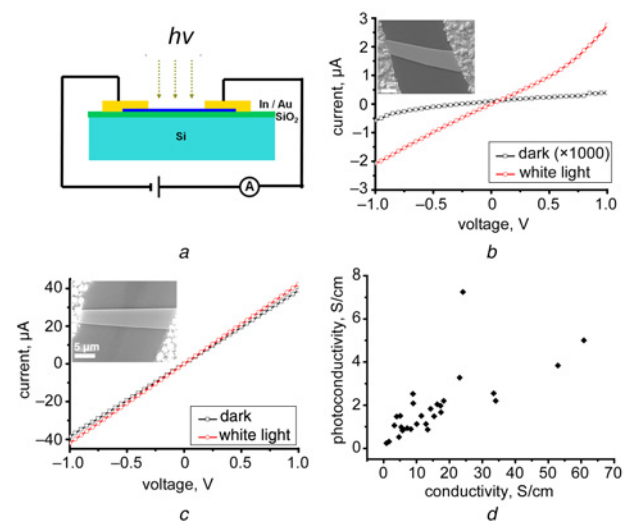 hv
In / Au
SiO2
Si
A
a
current, µA
3
2
1
0
−1
−2
−3
dark (×1000)
white light
−1.0 −0.5 0 0.5 1.0
voltage, V
b
current, µA
40
20
0
−20
−40
5 µm
dark
white light
−1.0 −0.5 0 0.5 1.0
voltage, V
c
photoconductivity, S/cm
8
6
4
2
0
0 10 20 30 40 50 60 70
conductivity, S/cm
d